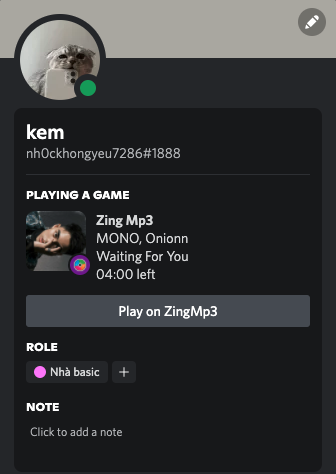 kem
nh0ckhongyeu7286#1888
PLAYING A GAME
Zing Mp3
MONO, Onionn
Waiting For You
04:00 left
Play on ZingMp3
ROLE
Nhà basic
+
NOTE
Click to add a note